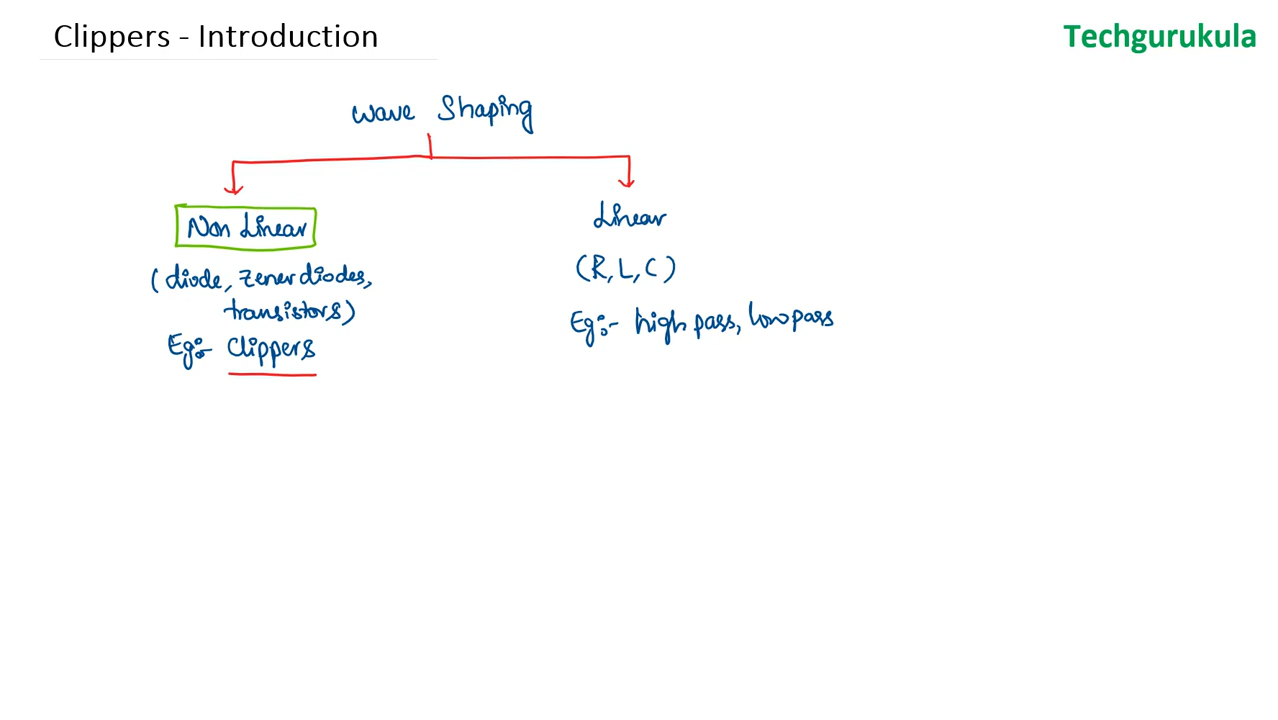 Clippers - Introduction
Techgurukula
Wave Shaping
Non Linear
(diode, Zener diodes,
transistors)
Eg:- Clippers
Linear
(R, L, C)
Eg:- high pass, low pass